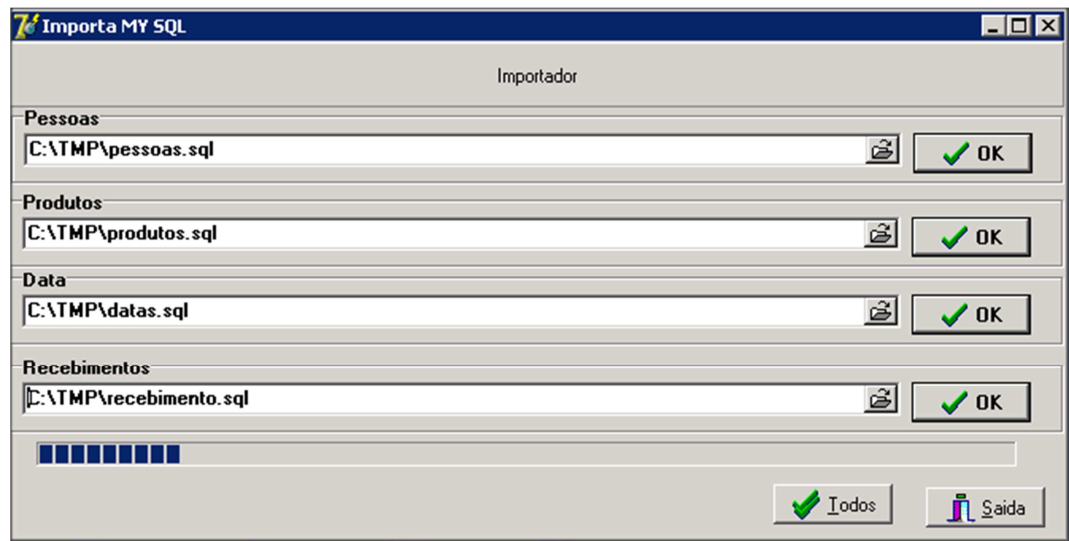 Importa MY SQL
Importador
Pessoas
C:\TMP\pessoas.sql
OK
Produtos
C:\TMP\produtos.sql
OK
Data
C:\TMP\datas.sql
OK
Recebimentos
C:\TMP\recebimento.sql
OK
Todos
Saida